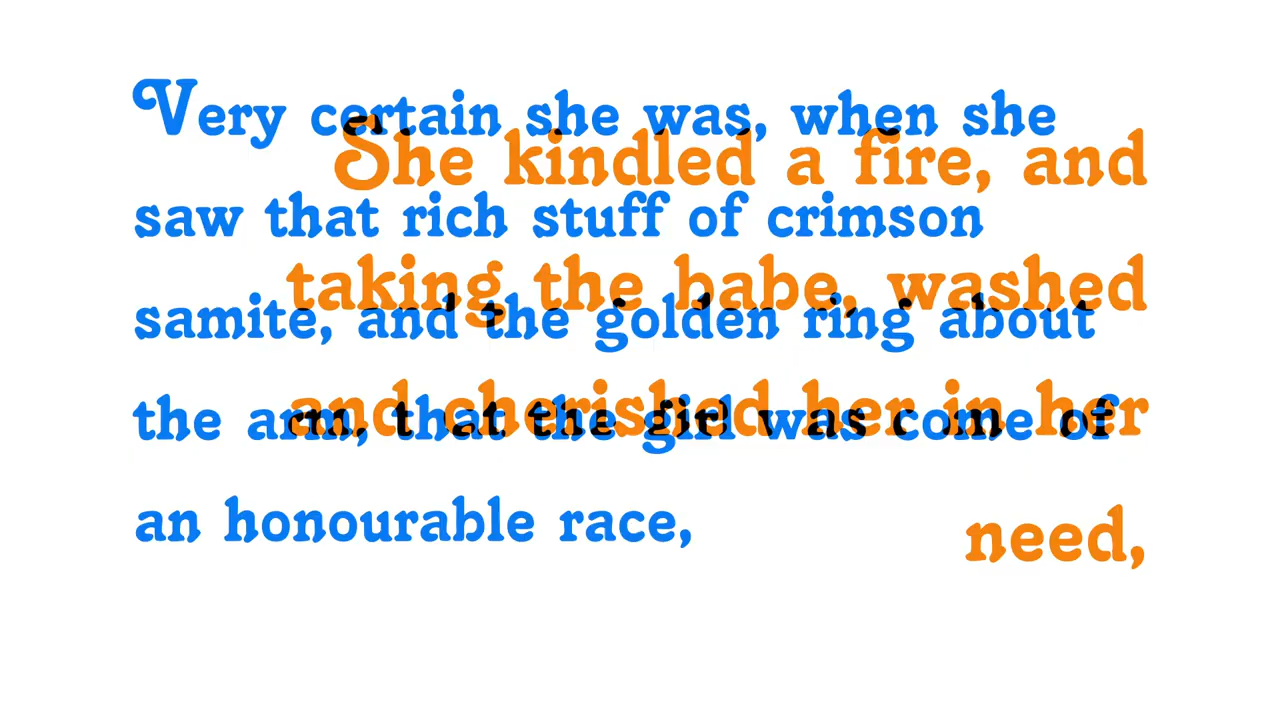 Very certain she was, when she
saw that rich stuff of crimson
samite, and the golden ring about
the arm, that the girl was come of
an honourable race,
She kindled a fire, and
taking the babe, washed
and cherished her in her
need,